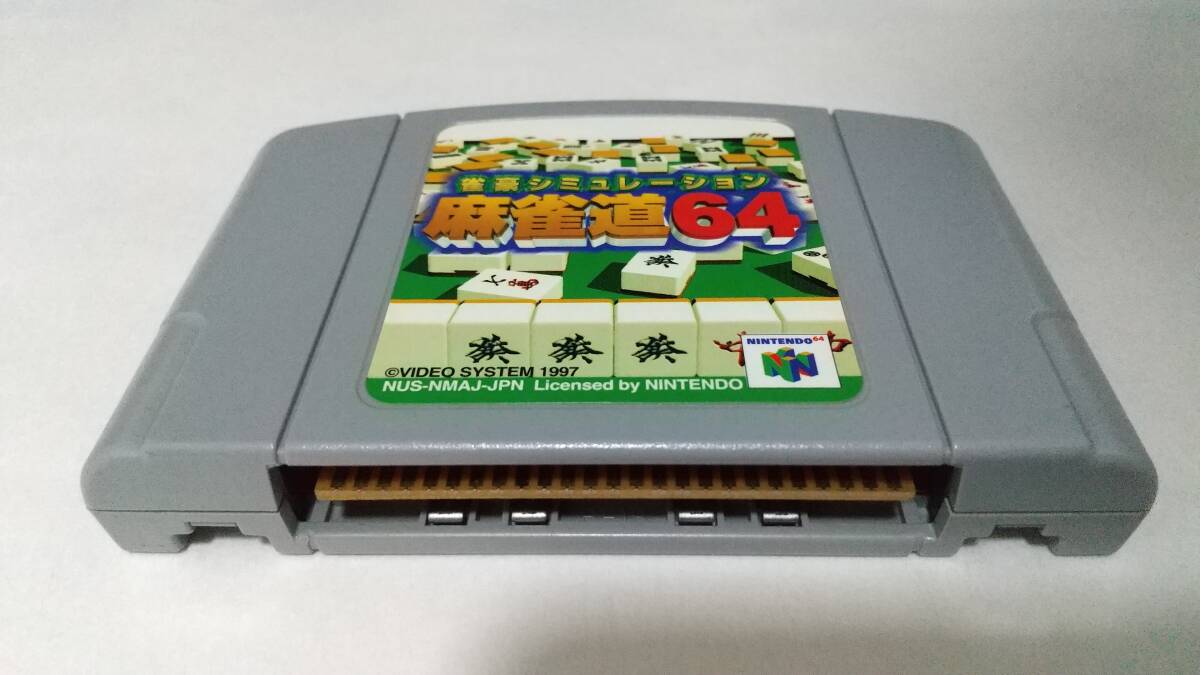 雀豪シミュレーション
麻雀道64
發
發 發 發
NINTENDO64
©VIDEO SYSTEM 1997
NUS-NMAJ-JPN Licensed by NINTENDO